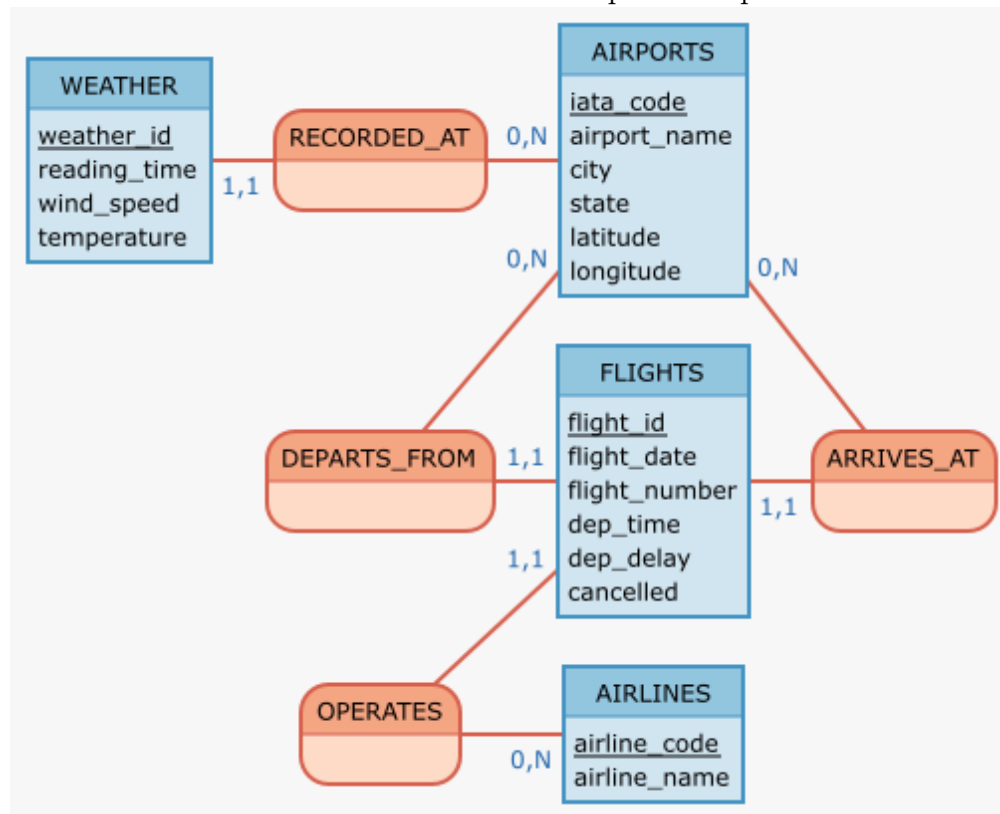 WEATHER
weather_id
reading_time
wind_speed
temperature
1,1
RECORDED_AT
0,N
AIRPORTS
iata_code
airport_name
city
state
latitude
longitude
0,N
0,N
DEPARTS_FROM
1,1
FLIGHTS
flight_id
flight_date
flight_number
dep_time
dep_delay
cancelled
1,1
ARRIVES_AT
1,1
OPERATES
0,N
AIRLINES
airline_code
airline_name